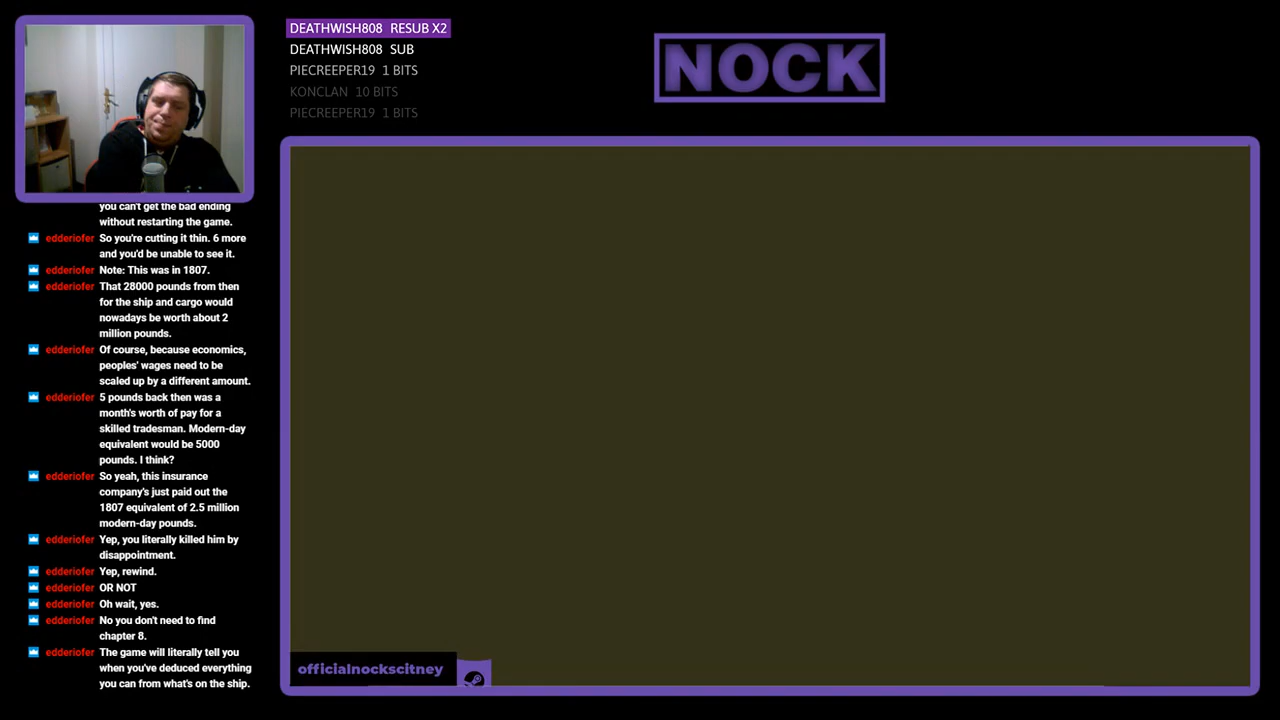 DEATHWISH808 RESUB X2
DEATHWISH808 SUB
PIECREEPER19 1 BITS
KONCLAN 10 BITS
PIECREEPER19 1 BITS
NOCK
you can't get the bad ending
without restarting the game.
edderiofer So you're cutting it thin. 6 more
and you'd be unable to see it.
edderiofer Note: This was in 1807.
edderiofer That 28000 pounds from then
for the ship and cargo would
nowadays be worth about 2
million pounds.
edderiofer Of course, because economics,
peoples' wages need to be
scaled up by a different amount.
edderiofer 5 pounds back then was a
month's worth of pay for a
skilled tradesman. Modern-day
equivalent would be 5000
pounds. I think?
edderiofer So yeah, this insurance
company's just paid out the
1807 equivalent of 2.5 million
modern-day pounds.
edderiofer Yep, you literally killed him by
disappointment.
edderiofer Yep, rewind.
edderiofer OR NOT
edderiofer Oh wait, yes.
edderiofer No you don't need to find
chapter 8.
edderiofer The game will literally tell you
when you've deduced everything
you can from what's on the ship.
officialnockscitney